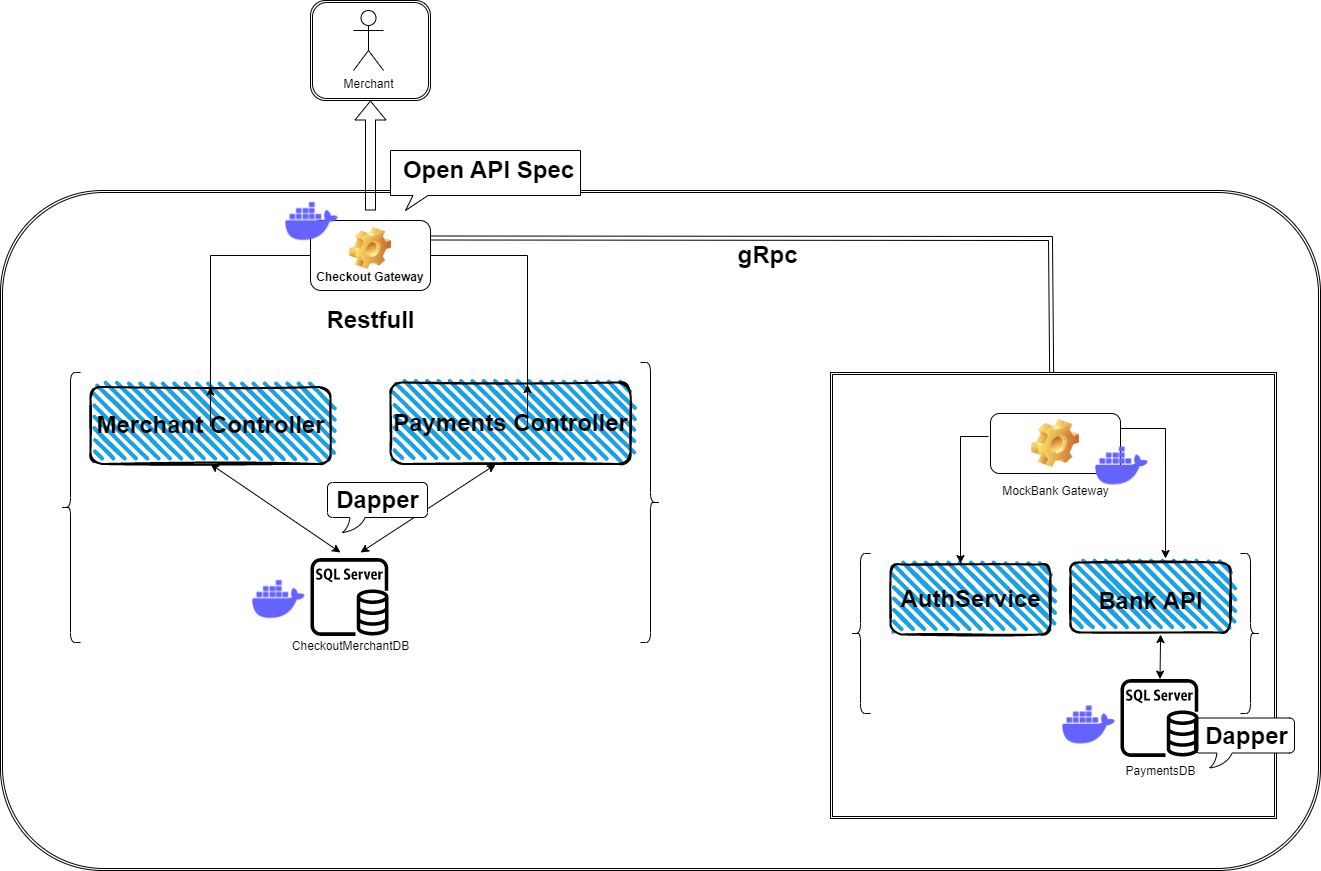 Merchant
Open API Spec
Checkout Gateway
gRpc
Restfull
Merchant Controller
Payments Controller
MockBank Gateway
Dapper
SQL Server
CheckoutMerchantDB
AuthService
Bank API
SQL Server
Dapper
PaymentsDB